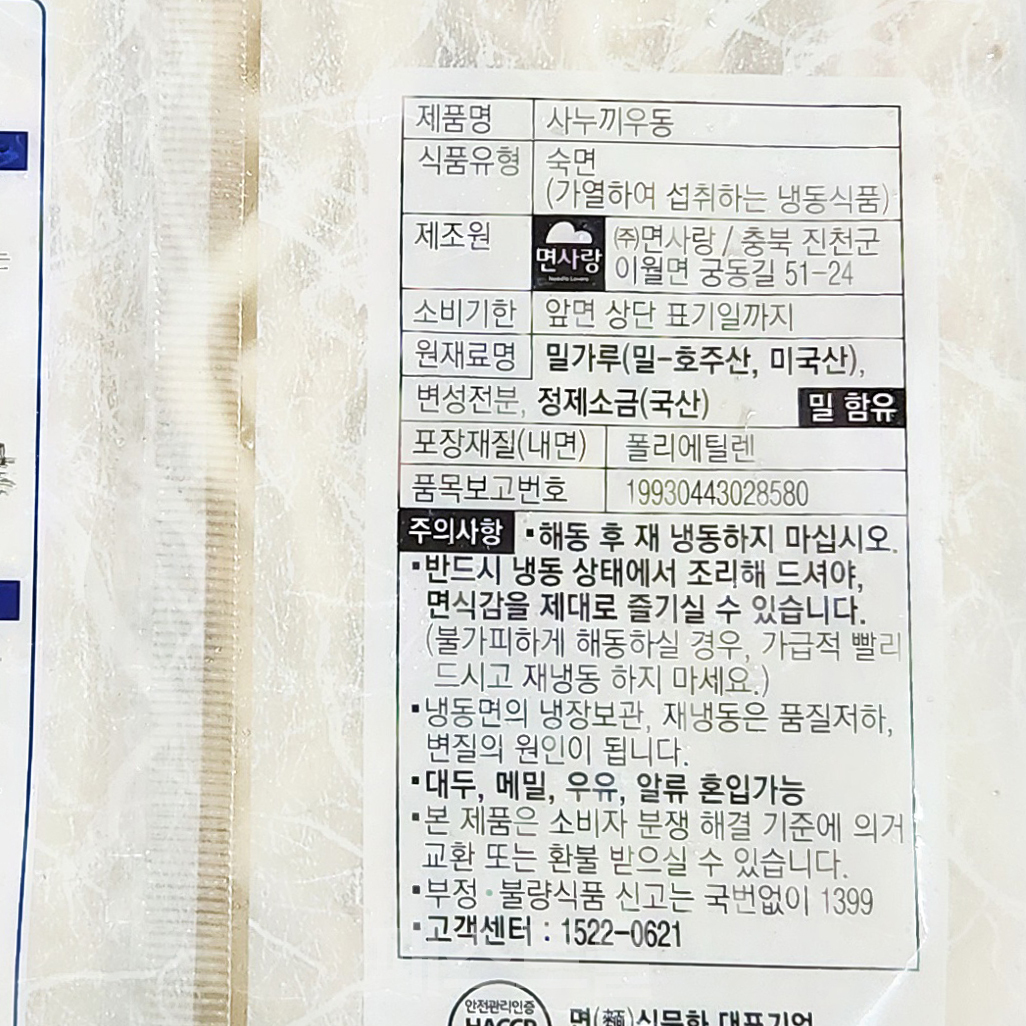 제품명 사누끼우동
식품유형 숙면
(가열하여 섭취하는 냉동식품)
제조원 면사랑 ㈜면사랑 / 충북 진천군
이월면 궁동길 51-24
소비기한 앞면 상단 표기일까지
원재료명 밀가루(밀-호주산, 미국산),
변성전분, 정제소금(국산) 밀 함유
포장재질(내면) 폴리에틸렌
품목보고번호 19930443028580
주의사항 ▪해동 후 재 냉동하지 마십시오.
▪반드시 냉동 상태에서 조리해 드셔야,
면식감을 제대로 즐기실 수 있습니다.
(불가피하게 해동하실 경우, 가급적 빨리
드시고 재냉동 하지 마세요.)
▪냉동면의 냉장보관, 재냉동은 품질저하,
변질의 원인이 됩니다.
▪대두, 메밀, 우유, 알류 혼입가능
▪본 제품은 소비자 분쟁 해결 기준에 의거
교환 또는 환불 받으실 수 있습니다.
▪부정·불량식품 신고는 국번없이 1399
▪고객센터 : 1522-0621
안전관리인증
HACCP
면(麵)식문화 대표기업